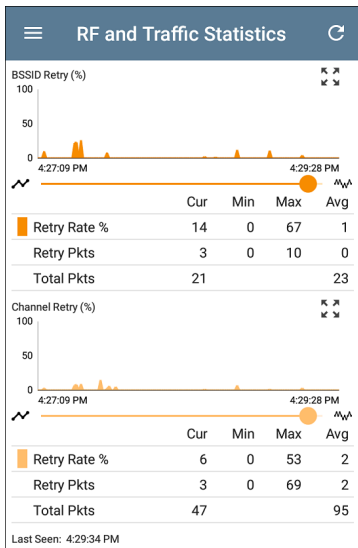 RF and Traffic Statistics
BSSID Retry (%)
100
50
0
4:27:09 PM 4:29:28 PM
Cur Min Max Avg
Retry Rate % 14 0 67 1
Retry Pkts 3 0 10 0
Total Pkts 21 23
Channel Retry (%)
100
50
0
4:27:09 PM 4:29:28 PM
Cur Min Max Avg
Retry Rate % 6 0 53 2
Retry Pkts 3 0 69 2
Total Pkts 47 95
Last Seen: 4:29:34 PM